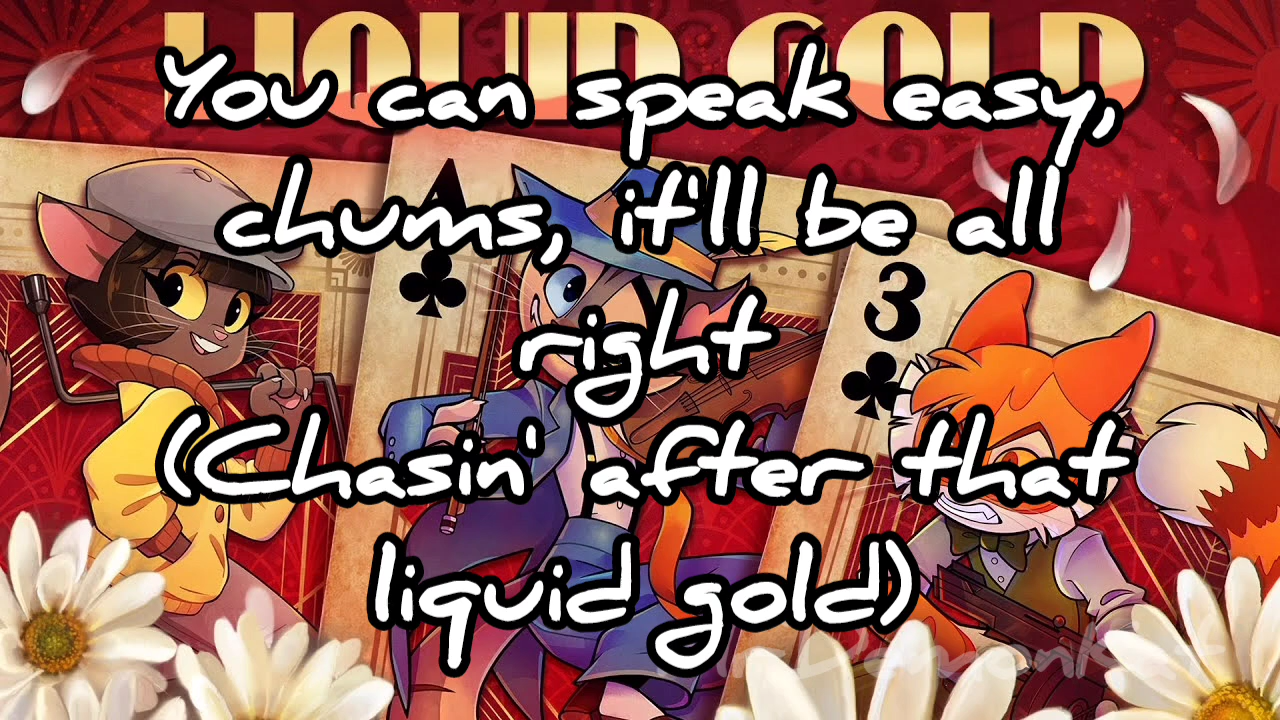 LIQUID GOLD
You can speak easy,
chums, it'll be all
right
(Chasin' after that
liquid gold)
3